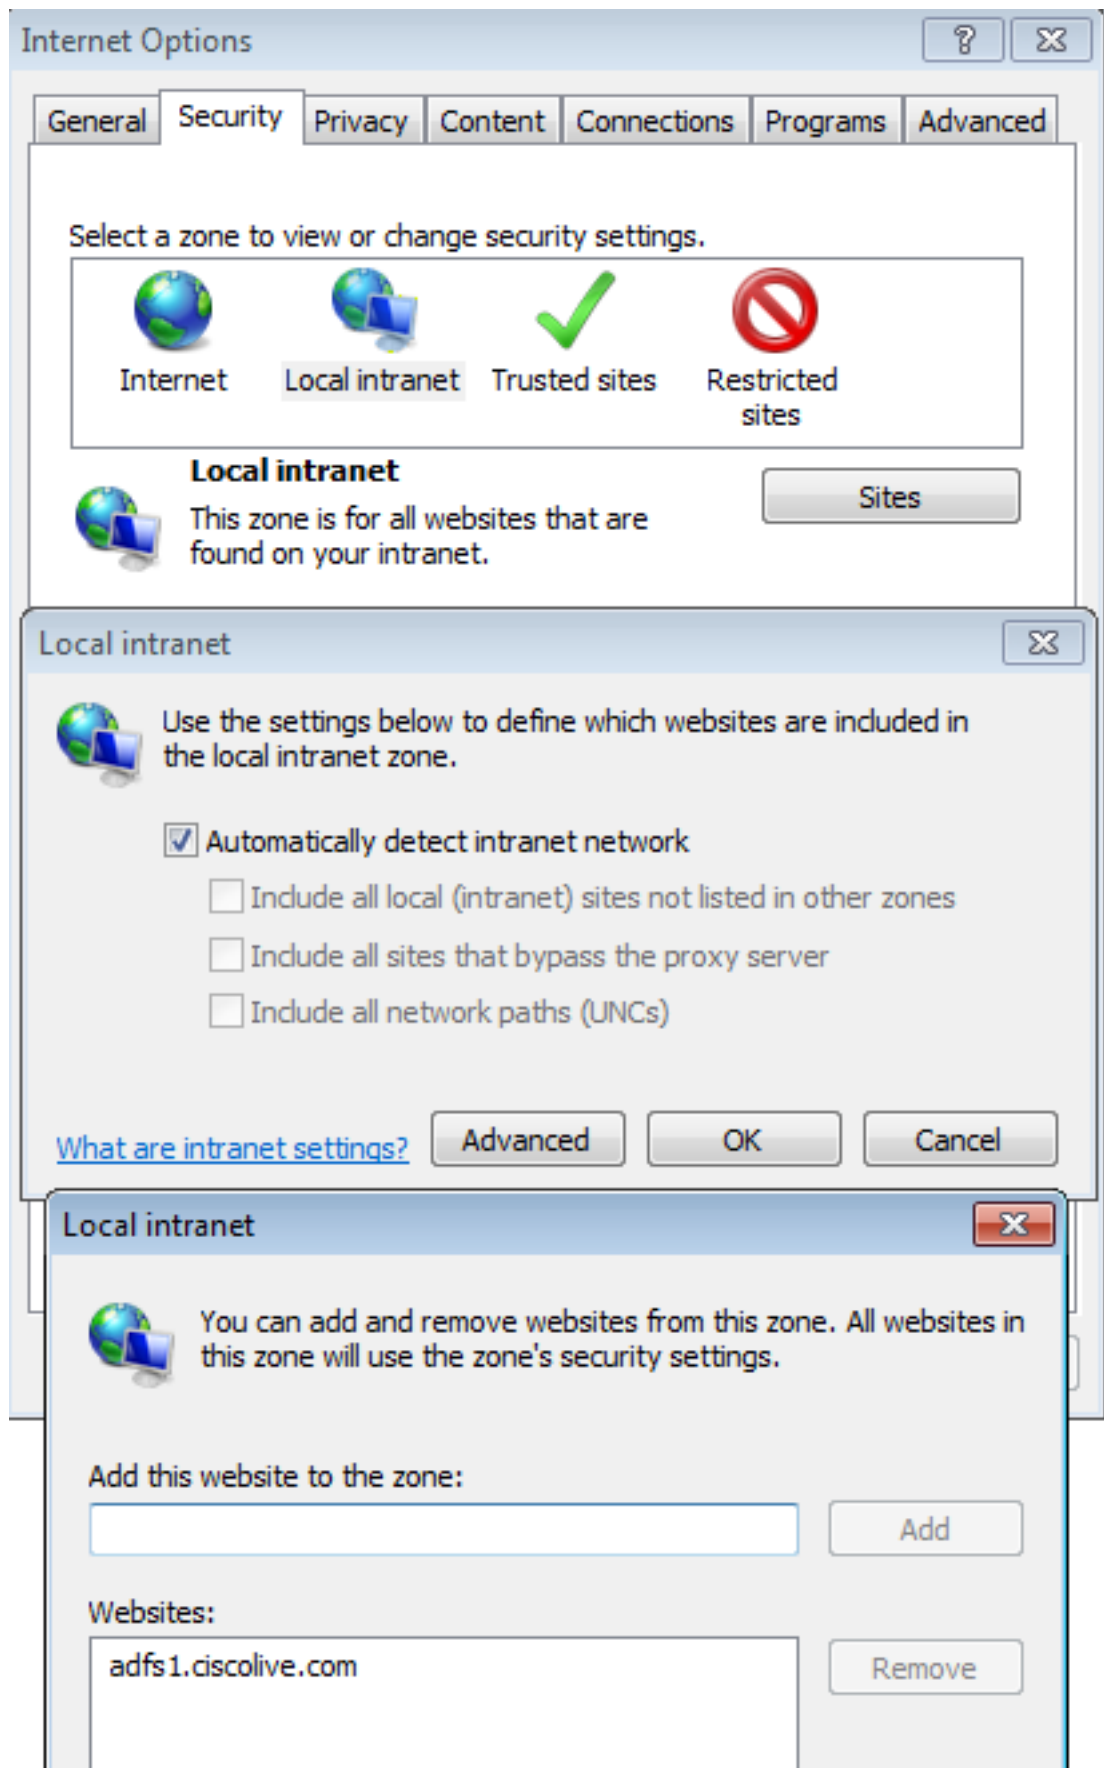 Internet Options
General Security Privacy Content Connections Programs Advanced
Select a zone to view or change security settings.
Internet Local intranet Trusted sites Restricted
sites
Local intranet
Sites
This zone is for all websites that are
found on your intranet.
Local intranet
Use the settings below to define which websites are included in
the local intranet zone.
Automatically detect intranet network
Include all local (intranet) sites not listed in other zones
Include all sites that bypass the proxy server
Include all network paths (UNCs)
What are intranet settings? Advanced OK Cancel
Local intranet
You can add and remove websites from this zone. All websites in
this zone will use the zone's security settings.
Add this website to the zone:
Add
Websites:
adfs1.ciscolive.com
Remove